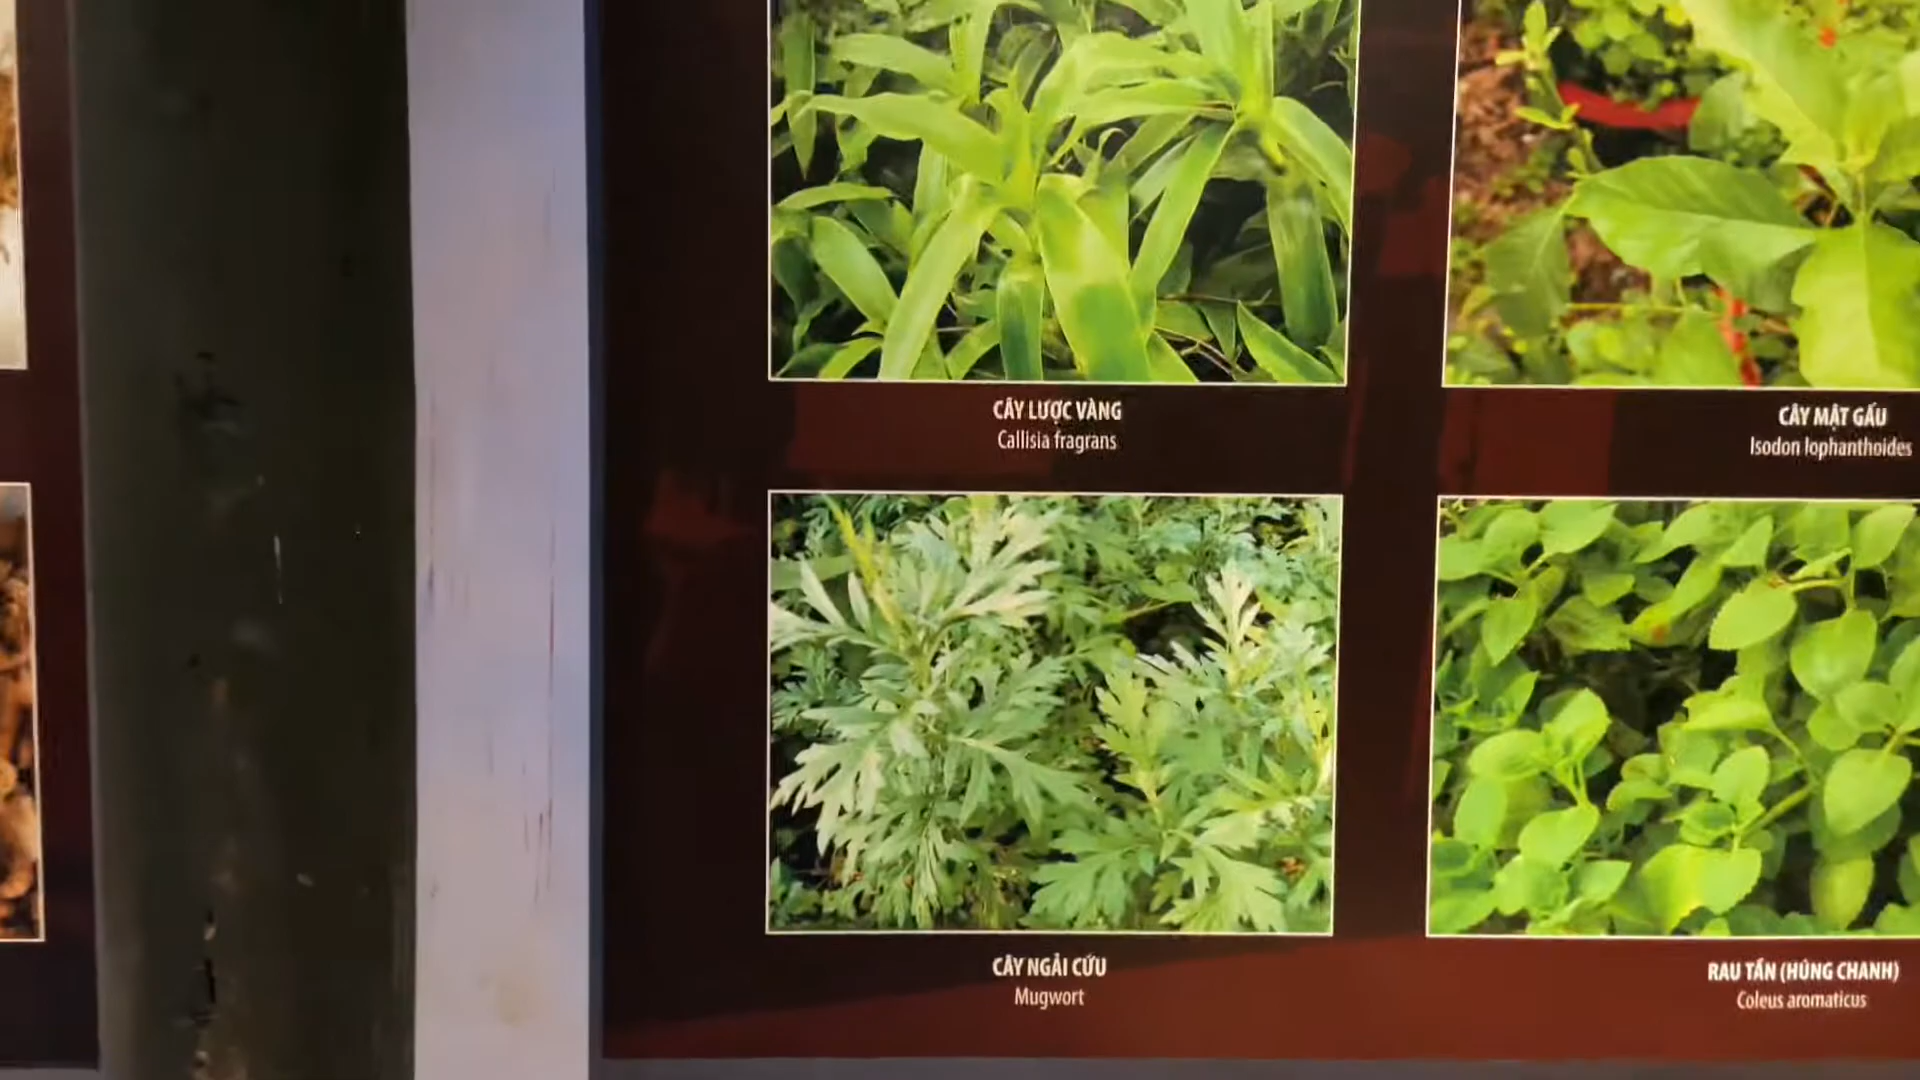 CÂY LƯỢC VÀNG
Callisia fragrans
CÂY MẬT GẤU
Isodon lophanthoides
CÂY NGẢI CỨU
Mugwort
RAU TẦN (HÚNG CHANH)
Coleus aromaticus